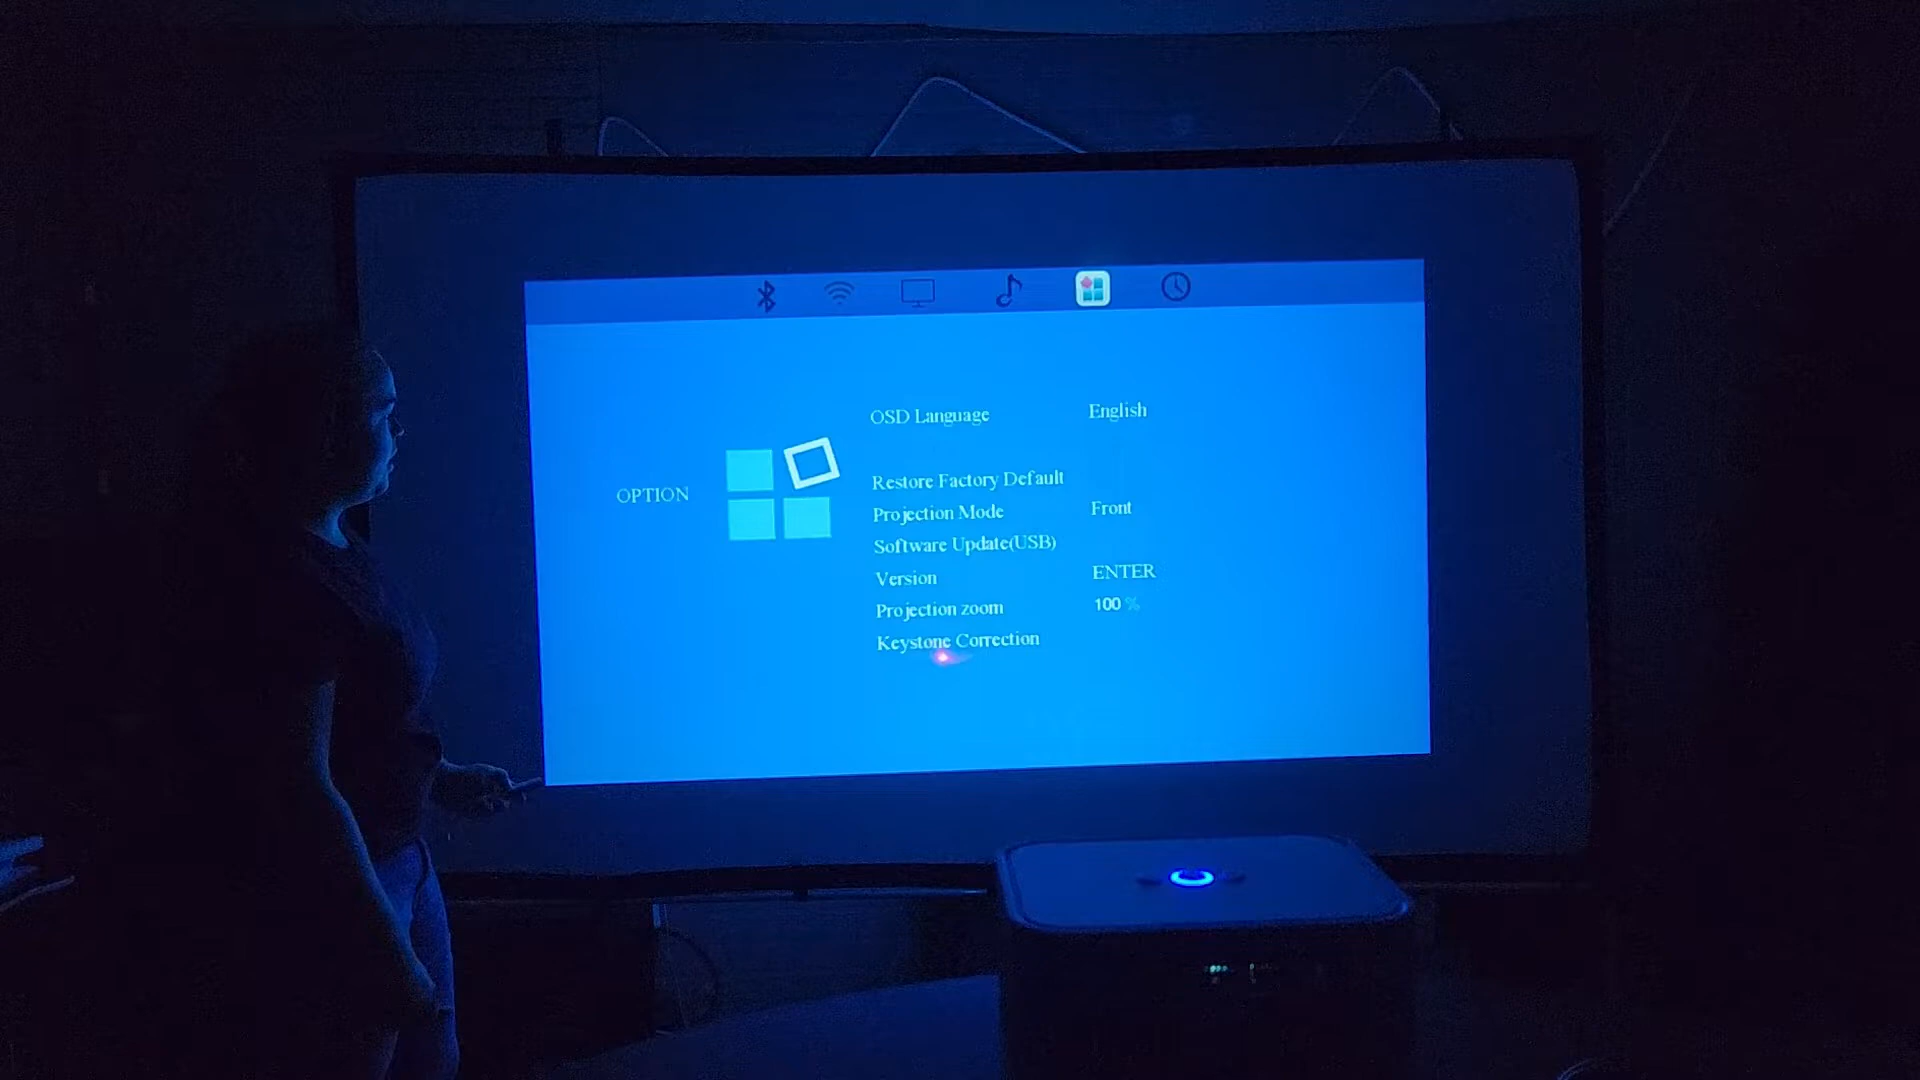 OSD Language English
OPTION
Restore Factory Default
Projection Mode Front
Software Update(USB)
Version ENTER
Projection zoom 100 %
Keystone Correction